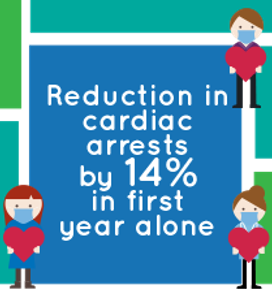 Reduction in
cardiac
arrests
by 14%
in first
year alone